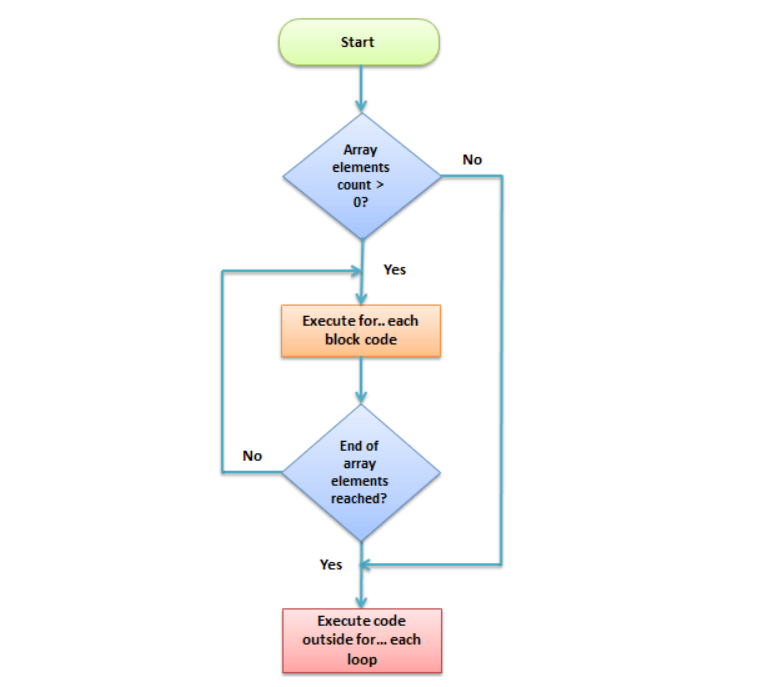 Start
Array
elements
count >
0?
No
Yes
Execute for.. each
block code
End of
array
elements
reached?
No
Yes
Execute code
outside for... each
loop